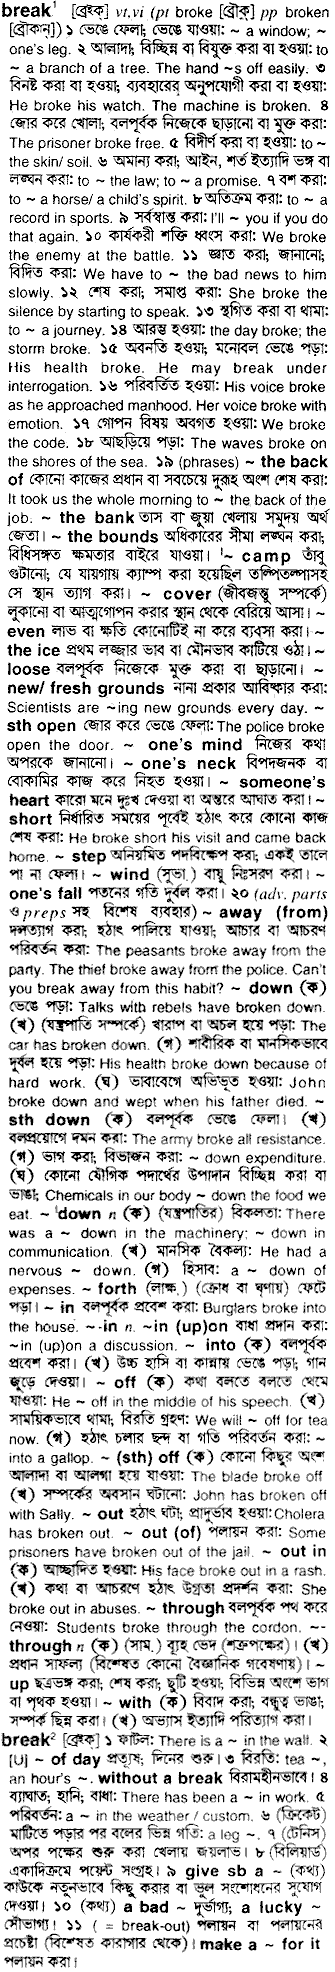 break¹ [ব্রেইক্] vt,vi (pt broke [ব্রৌক্] pp broken
[ব্রৌকান্]) ১ ভেঙে ফেলা; ভেঙে যাওয়া: ~ a window; ~
one's leg. ২ আলাদা; বিচ্ছিন্ন বা বিযুক্ত করা বা হওয়া: to
~ a branch of a tree. The hand ~s off easily. ৩
বিনষ্ট করা বা হওয়া; ব্যবহারের অনুপযোগী করা বা হওয়া:
He broke his watch. The machine is broken. ৪
জোর করে খোলা; বলপূর্বক নিজেকে ছাড়ানো বা মুক্ত করা:
The prisoner broke free. ৫ বিদীর্ণ করা বা হওয়া: to ~
the skin/ soil. ৬ অমান্য করা; আইন, শর্ত ইত্যাদি ভঙ্গ বা
লঙ্ঘন করা: to ~ the law; to ~ a promise. ৭ বশ করা:
to ~ a horse/ a child's spirit. ৮ অতিক্রম করা: to ~ a
record in sports. ৯ সর্বস্বান্ত করা: I'll ~ you if you do
that again. ১০ কার্যকরী শক্তি ধ্বংস করা: We broke
the enemy at the battle. ১১ জ্ঞাত করা; জানানো;
বিদিত করা: We have to ~ the bad news to him
slowly. ১২ শেষ করা; সমাপ্ত করা: She broke the
silence by starting to speak. ১৩ স্থগিত করা বা থামা:
to ~ a journey. ১৪ আরম্ভ হওয়া: the day broke; the
storm broke. ১৫ অবনতি হওয়া; মনোবল ভেঙে পড়া:
His health broke. He may break under
interrogation. ১৬ পরিবর্তিত হওয়া: His voice broke
as he approached manhood. Her voice broke with
emotion. ১৭ গোপন বিষয় অবগত হওয়া: We broke
the code. ১৮ আছড়িয়ে পড়া: The waves broke on
the shores of the sea. ১৯ (phrases) ~ the back
of কোনো কাজের প্রধান বা সবচেয়ে দুরূহ অংশ শেষ করা:
It took us the whole morning to ~ the back of the
job. ~ the bank তাস বা জুয়া খেলায় সমুদয় অর্থ
জেতা। ~ the bounds অধিকারের সীমা লঙ্ঘন করা;
বিধিসঙ্গত ক্ষমতার বাইরে যাওয়া। ˈ~ camp তাঁবু
গুটানো; যে যায়গায় ক্যাম্প করা হয়েছিল তল্পিতল্পাসহ
সে স্থান ত্যাগ করা। ~ cover (জীবজন্তু সম্পর্কে)
লুকানো বা আত্মগোপন করার স্থান থেকে বেরিয়ে আসা। ~
even লাভ বা ক্ষতি কোনোটিই না করে ব্যবসা করা। ~
the ice প্রথম লজ্জার ভাব বা মৌনভাব কাটিয়ে ওঠা। ~
loose বলপূর্বক নিজেকে মুক্ত করা বা ছাড়ানো। ~
new/ fresh grounds নানা প্রকার আবিষ্কার করা:
Scientists are ~ing new grounds every day. ~
sth open জোর করে ভেঙে ফেলা: The police broke
open the door. ~ one's mind নিজের কথা
অপরকে জানানো। ~ one's neck বিপদজনক বা
বোকামির কাজ করে নিহত হওয়া। ~ someone's
heart কারো মনে দুঃখ দেওয়া বা অন্তরে আঘাত করা। ~
short নির্ধারিত সময়ের পূর্বেই হঠাৎ করে কোনো কাজ
শেষ করা: He broke short his visit and came back
home. ~ step অনিয়মিত পদবিক্ষেপ করা; একই তালে
পা না ফেলা। ~ wind (সুভা.) বায়ু নিঃসরণ করা। ~
one's fall পতনের গতি দুর্বল করা। ২০ (adv. parts
ও preps সহ বিশেষ ব্যবহার) ~ away (from)
দলত্যাগ করা; হঠাৎ পালিয়ে যাওয়া; আচার বা আচরণ
পরিবর্তন করা: The peasants broke away from the
party. The thief broke away from the police. Can't
you break away from this habit? ~ down (ক)
ভেঙে পড়া: Talks with rebels have broken down.
(খ) (যন্ত্রপাতি সম্পর্কে) খারাপ বা অচল হয়ে পড়া: The
car has broken down. (গ) শারীরিক বা মানসিকভাবে
দুর্বল হয়ে পড়া: His health broke down because of
hard work. (ঘ) ভাবাবেগে অভিভূত হওয়া: John
broke down and wept when his father died. ~
sth down (ক) বলপূর্বক ভেঙে ফেলা। (খ)
বলপ্রয়োগে দমন করা: The army broke all resistance.
(গ) ভাগ করা; বিভাজন করা: ~ down expenditure.
(ঘ) কোনো যৌগিক পদার্থের উপাদান বিচ্ছিন্ন করা বা
ভাঙা; Chemicals in our body ~ down the food we
eat. ~ ˈdown n (ক) (যন্ত্রপাতির) বিকলতা: There
was a ~ down in the machinery; ~ down in
communication. (খ) মানসিক বৈকল্য: He had a
nervous ~ down. (গ) হিসাব: a ~ down of
expenses. ~ forth (লাক্ষ.) (ক্রোধ বা ঘৃণায়) ফেটে
পড়া। ~ in বলপূর্বক প্রবেশ করা: Burglars broke into
the house. ~-in n. ~in (up)on বাধা প্রদান করা:
~in (up)on a discussion. ~ into (ক) বলপূর্বক
প্রবেশ করা। (খ) উচ্চ হাসি বা কান্নায় ভেঙে পড়া; গান
জুড়ে দেওয়া। ~ off (ক) কথা বলতে বলতে থেমে
যাওয়া: He ~ off in the middle of his speech. (খ)
সাময়িকভাবে থামা; বিরতি গ্রহণ: We will ~ off for tea
now. (গ) হঠাৎ চলার ছন্দ বা গতি পরিবর্তন করা: ~
into a gallop. ~ (sth) off (ক) কোনো কিছুর অংশ
আলাদা বা আলগা হয়ে যাওয়া: The blade broke off
(খ) সম্পর্কের অবসান ঘটানো: John has broken off
with Sally. ~ out হঠাৎ ঘটা; প্রাদুর্ভাব হওয়া:Cholera
has broken out. ~ out (of) পলায়ন করা: Some
prisoners have broken out of the jail. ~ out in
(ক) আচ্ছাদিত হওয়া: His face broke out in a rash.
(খ) কথা বা আচরণে হঠাৎ উগ্রতা প্রদর্শন করা: She
broke out in abuses. ~ through বলপূর্বক পথ করে
নেওয়া: Students broke through the cordon. ~-
through n (ক) (সাম.) ব্যূহ ভেদ (শত্রুপক্ষের)। (খ)
প্রধান সাফল্য (বিশেষত কোনো বৈজ্ঞানিক গবেষণায়)। ~
up ছত্রভঙ্গ করা; শেষ করা; ছুটি হওয়া; বিভিন্ন অংশে ভাগ
বা পৃথক হওয়া। ~ with (ক) বিবাদ করা; বন্ধুত্ব ভাঙা;
সম্পর্ক ছিন্ন করা। (খ) অভ্যাস ইত্যাদি পরিত্যাগ করা।
break² [ব্রেইক্] ১ ফাটল: There is a ~ in the wall. ২
[U] ~ of day প্রত্যূষ; দিনের শুরু। ৩ বিরতি: tea ~,
an hour's ~. without a break বিরামহীনভাবে। ৪
ব্যাঘাত; হানি; বাধা: There has been a ~ in work. ৫
পরিবর্তন: a ~ in the weather / custom. ৬ (ক্রিকেট)
মাটিতে পড়ার পর বলের ভিন্ন গতি: a leg ~. ৭ (টেনিস)
অপর পক্ষের শুরু করা খেলায় জয়লাভ। ৮ (বিলিয়ার্ড)
একাদিক্রমে পয়েন্ট সংগ্রহ। ৯ give sb a ~ (কথ্য)
কাউকে নতুনভাবে কিছু করার বা ভুল সংশোধনের সুযোগ
দেওয়া। ১০ (কথ্য) a bad ~ দুর্ভাগ্য; a lucky ~
সৌভাগ্য। ১১ ( = break-out) পলায়ন বা পলায়নের
প্রচেষ্টা (বিশেষত কারাগার থেকে)। make a ~ for it
পলায়ন করা।